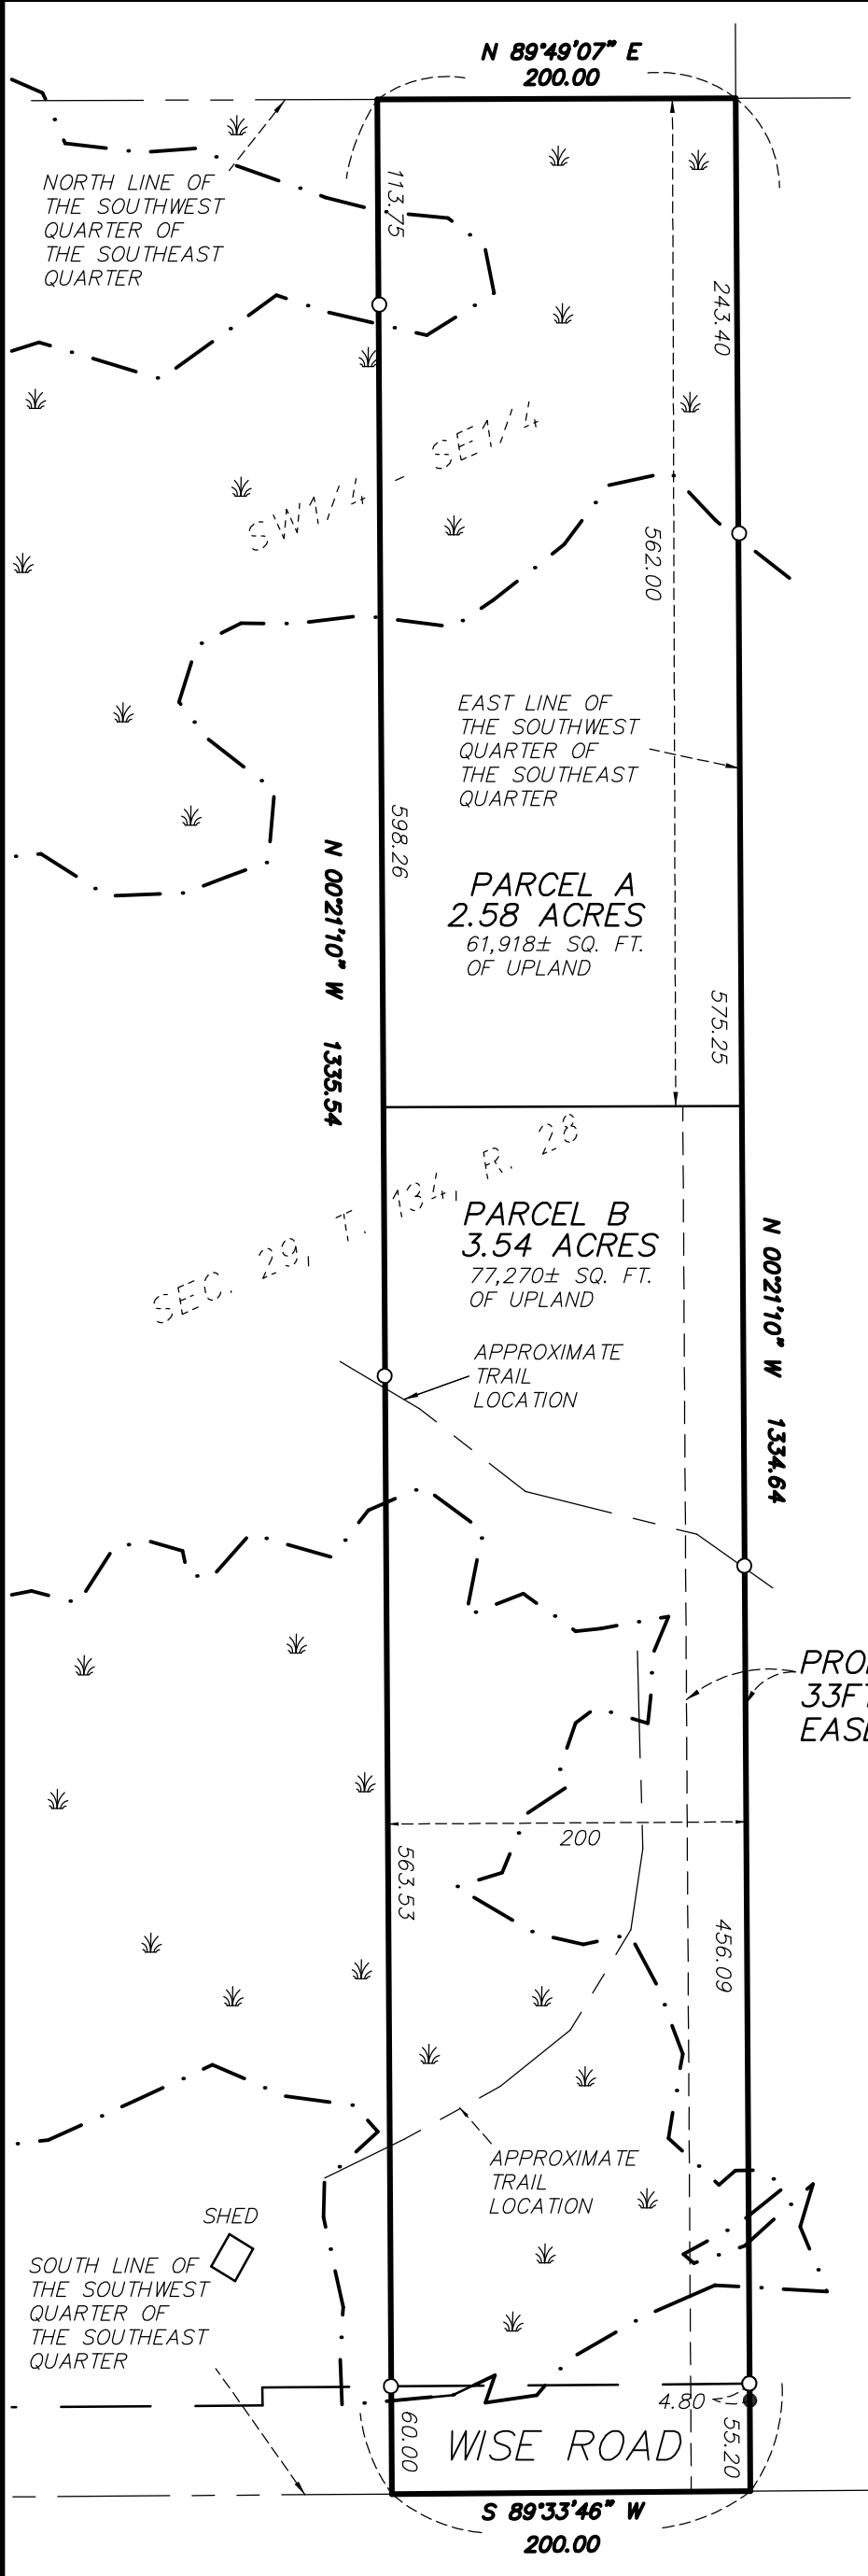 N 89°49'07" E
200.00
NORTH LINE OF
THE SOUTHWEST
QUARTER OF
THE SOUTHEAST
QUARTER
113.75
243.40
SW1/4 - SE1/4
562.00
EAST LINE OF
THE SOUTHWEST
QUARTER OF
THE SOUTHEAST
QUARTER
598.26
N 00°21'10" W 1335.54
PARCEL A
2.58 ACRES
61,918± SQ. FT.
OF UPLAND
575.25
SEC. 29, T. 134, R. 28
PARCEL B
3.54 ACRES
77,270± SQ. FT.
OF UPLAND
N 00°21'10" W 1334.64
APPROXIMATE
TRAIL
LOCATION
33FT
200
563.53
456.09
APPROXIMATE
TRAIL
LOCATION
SHED
SOUTH LINE OF
THE SOUTHWEST
QUARTER OF
THE SOUTHEAST
QUARTER
4.80
60.00
WISE ROAD
55.20
S 89°33'46" W
200.00